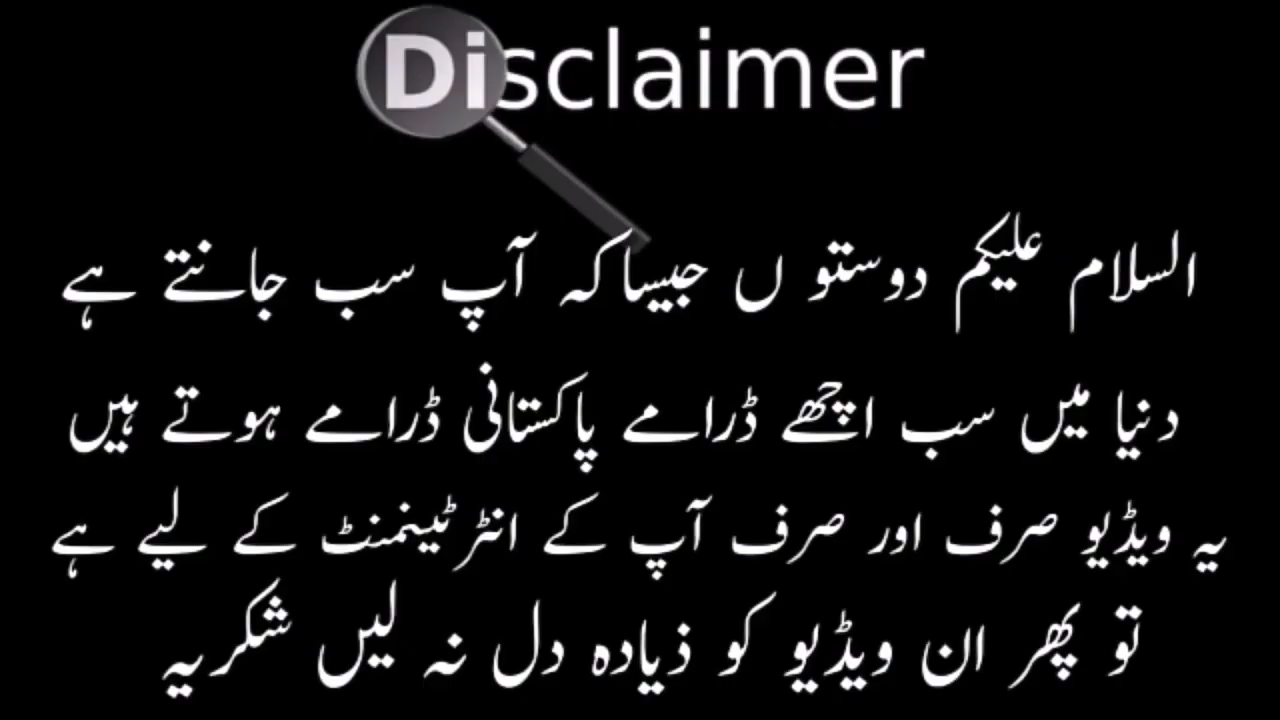 Disclaimer
السلام علیکم دوستو ں جیسا کہ آپ سب جانتے ہے
دنیا میں سب اچھے ڈرامے پاکستانی ڈرامے ہوتے ہیں
یہ ویڈیو صرف اور صرف آپ کے انٹرٹینمنٹ کے لیے ہے
تو پھر ان ویڈیو کو ذیادہ دل نہ لیں شکریہ